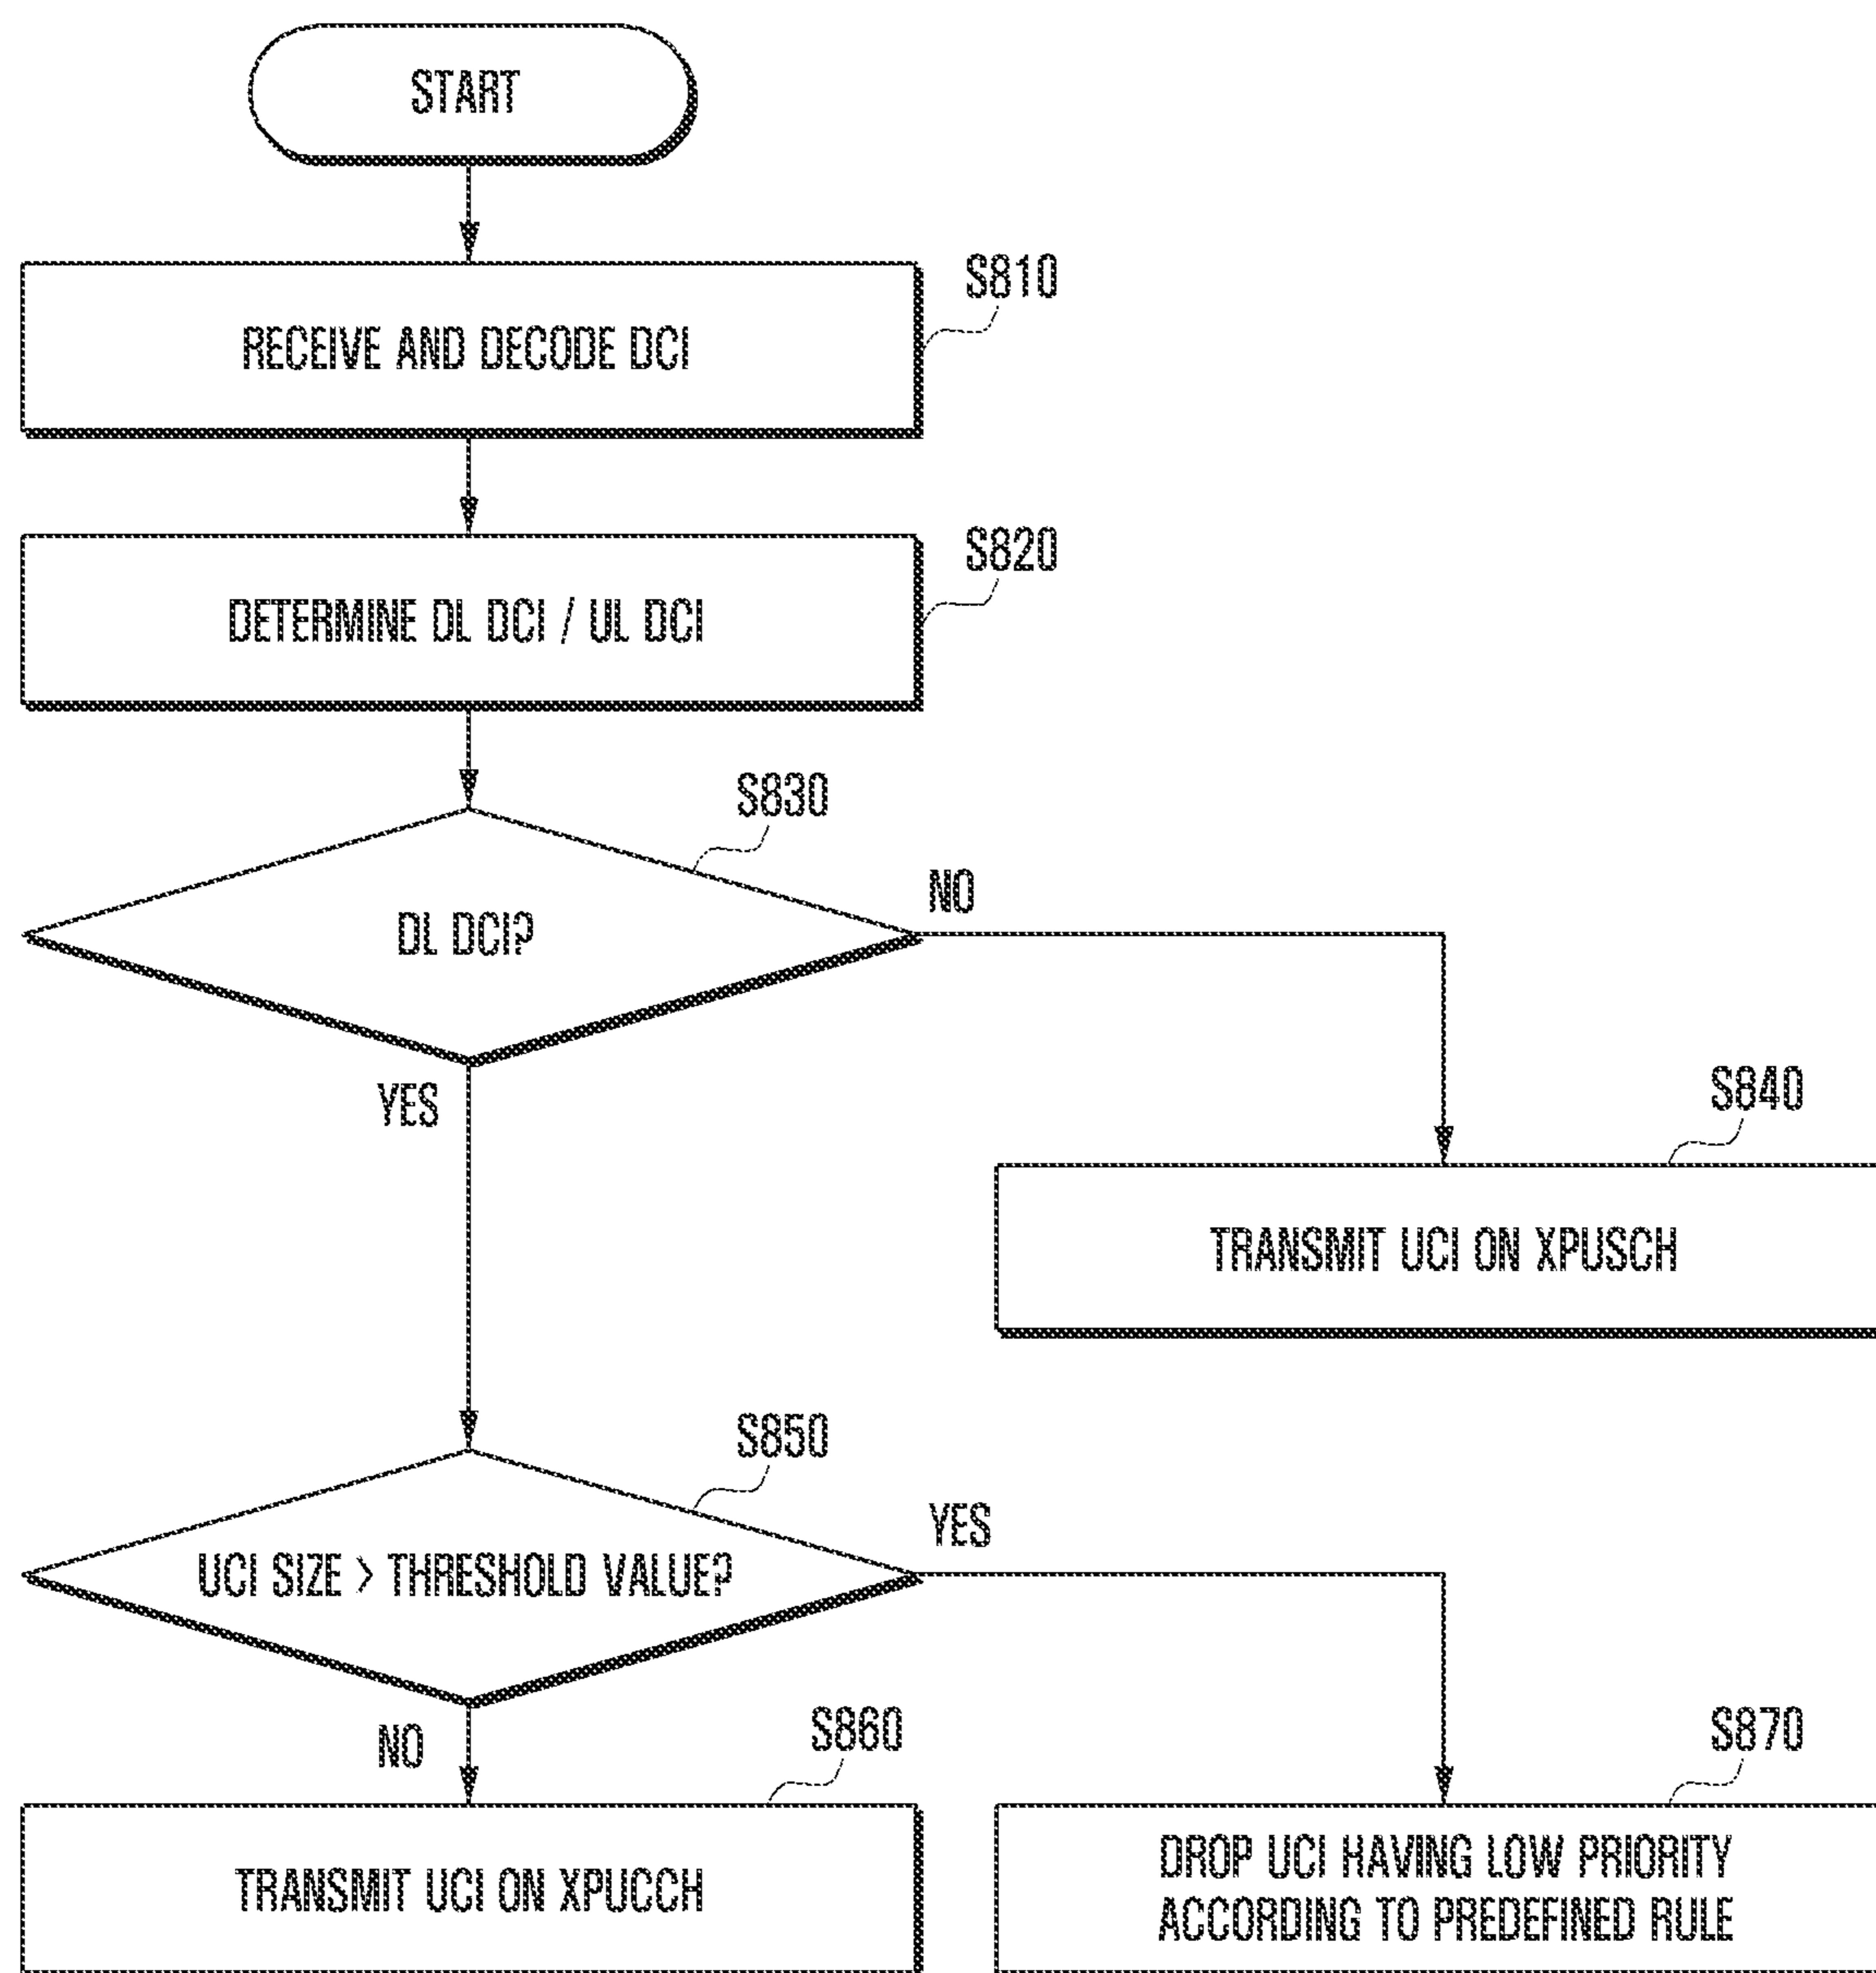 START
S810
RECEIVE AND DECODE DCI
S820
DETERMINE DL DCI / UL DCI
S830
DL DCI?
NO
YES
S840
TRANSMIT UCI ON XPUSCH
S850
UCI SIZE > THRESHOLD VALUE?
YES
NO
S860
TRANSMIT UCI ON XPUCCH
S870
DROP UCI HAVING LOW PRIORITY
ACCORDING TO PREDEFINED RULE